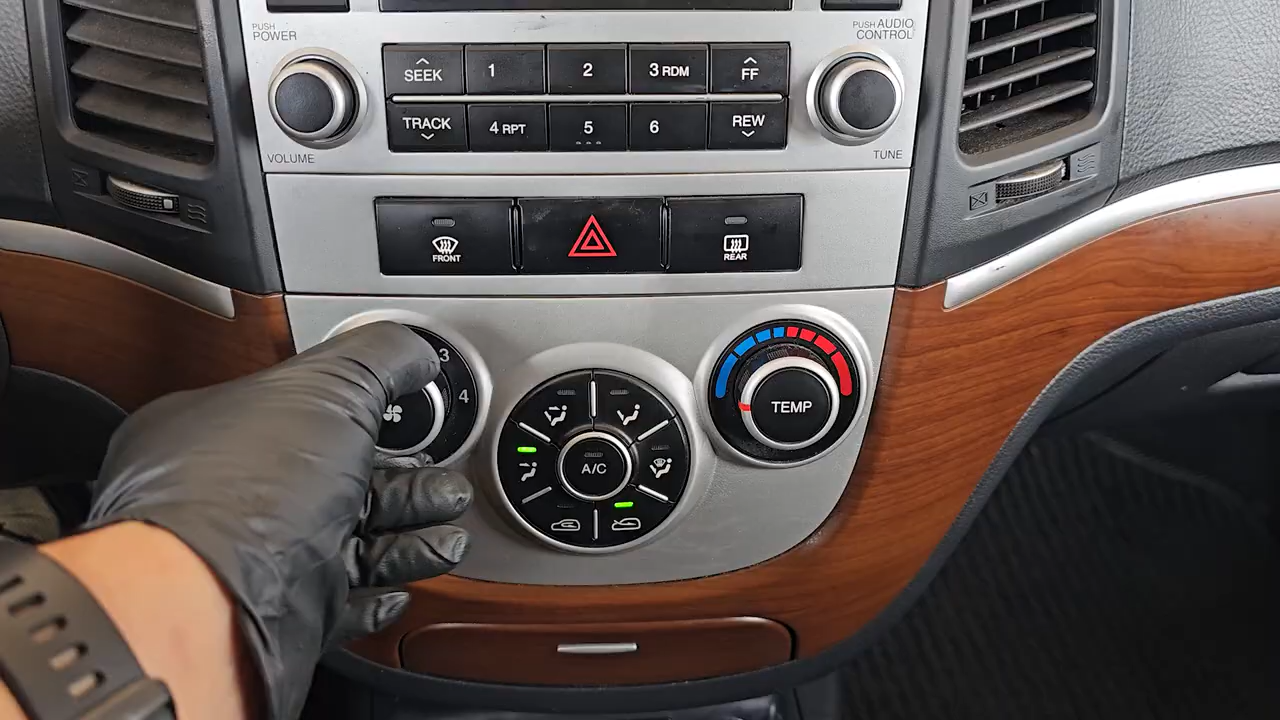 PUSH
POWER
PUSH AUDIO
CONTROL
SEEK
1
2
3 RDM
FF
TRACK
4 RPT
5
6
REW
VOLUME
TUNE
FRONT
REAR
3
4
TEMP
A/C